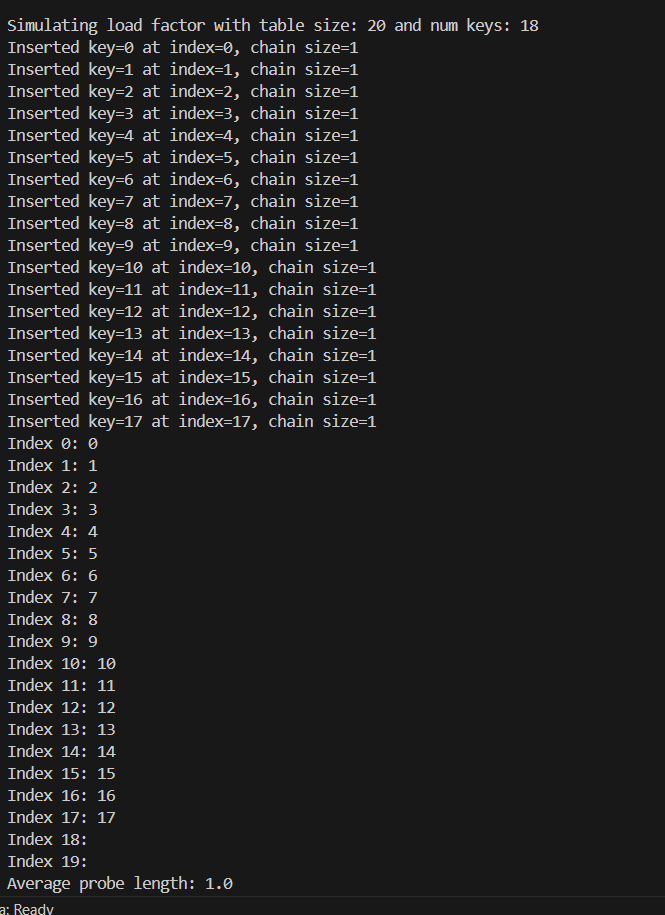 Simulating load factor with table size: 20 and num keys: 18
Inserted key=0 at index=0, chain size=1
Inserted key=1 at index=1, chain size=1
Inserted key=2 at index=2, chain size=1
Inserted key=3 at index=3, chain size=1
Inserted key=4 at index=4, chain size=1
Inserted key=5 at index=5, chain size=1
Inserted key=6 at index=6, chain size=1
Inserted key=7 at index=7, chain size=1
Inserted key=8 at index=8, chain size=1
Inserted key=9 at index=9, chain size=1
Inserted key=10 at index=10, chain size=1
Inserted key=11 at index=11, chain size=1
Inserted key=12 at index=12, chain size=1
Inserted key=13 at index=13, chain size=1
Inserted key=14 at index=14, chain size=1
Inserted key=15 at index=15, chain size=1
Inserted key=16 at index=16, chain size=1
Inserted key=17 at index=17, chain size=1
Index 0: 0
Index 1: 1
Index 2: 2
Index 3: 3
Index 4: 4
Index 5: 5
Index 6: 6
Index 7: 7
Index 8: 8
Index 9: 9
Index 10: 10
Index 11: 11
Index 12: 12
Index 13: 13
Index 14: 14
Index 15: 15
Index 16: 16
Index 17: 17
Index 18:
Index 19:
Average probe length: 1.0
a: Ready